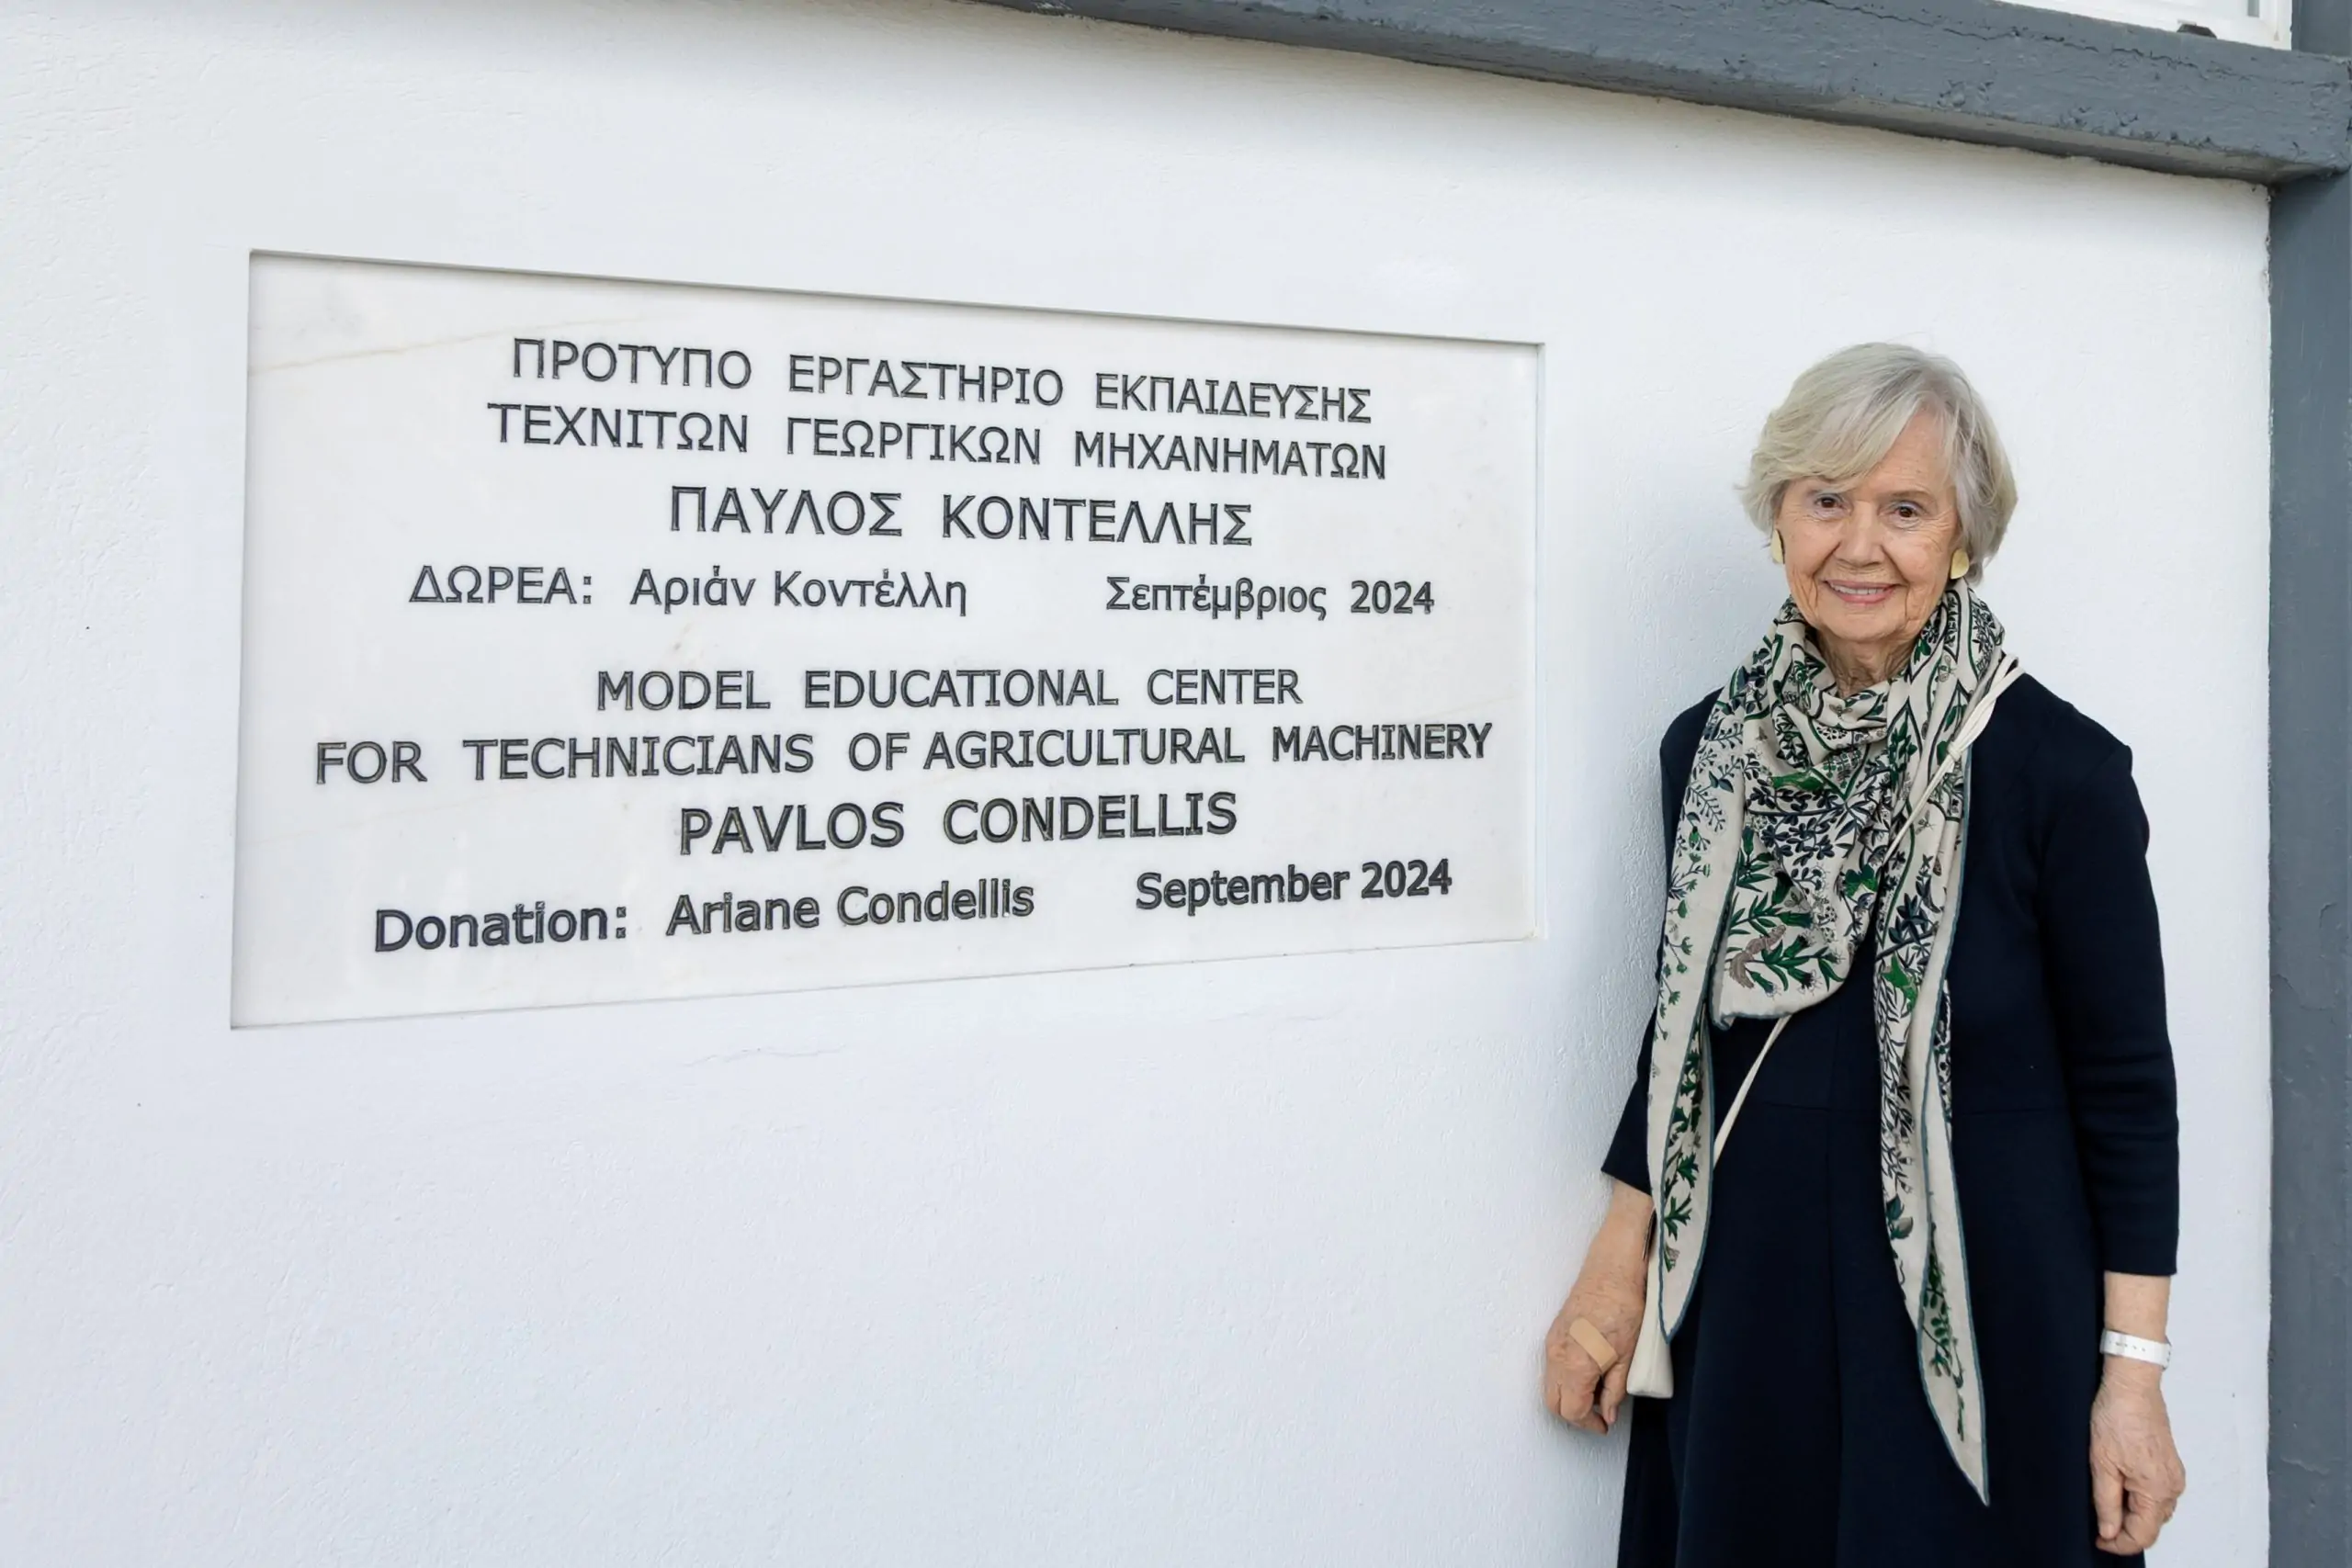 ΠΡΟΤΥΠΟ ΕΡΓΑΣΤΗΡΙΟ ΕΚΠΑΙΔΕΥΣΗΣ
ΤΕΧΝΙΤΩΝ ΓΕΩΡΓΙΚΩΝ ΜΗΧΑΝΗΜΑΤΩΝ
ΠΑΥΛΟΣ ΚΟΝΤΕΛΛΗΣ
ΔΩΡΕΑ: Αριάν Κοντέλλη Σεπτέμβριος 2024
MODEL EDUCATIONAL CENTER
FOR TECHNICIANS OF AGRICULTURAL MACHINERY
PAVLOS CONDELLIS
Donation: Ariane Condellis September 2024